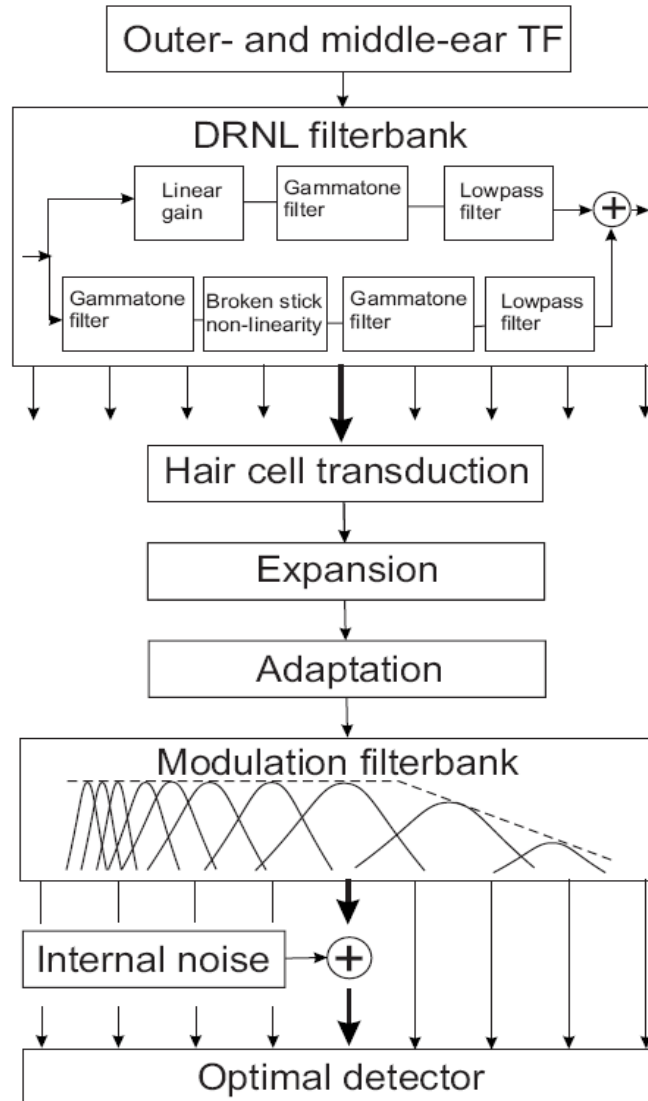 Outer- and middle-ear TF
DRNL filterbank
Linear
gain
Gammatone
filter
Lowpass
filter
+
Gammatone
filter
Broken stick
non-linearity
Gammatone
filter
Lowpass
filter
Hair cell transduction
Expansion
Adaptation
Modulation filterbank
Internal noise
+
Optimal detector